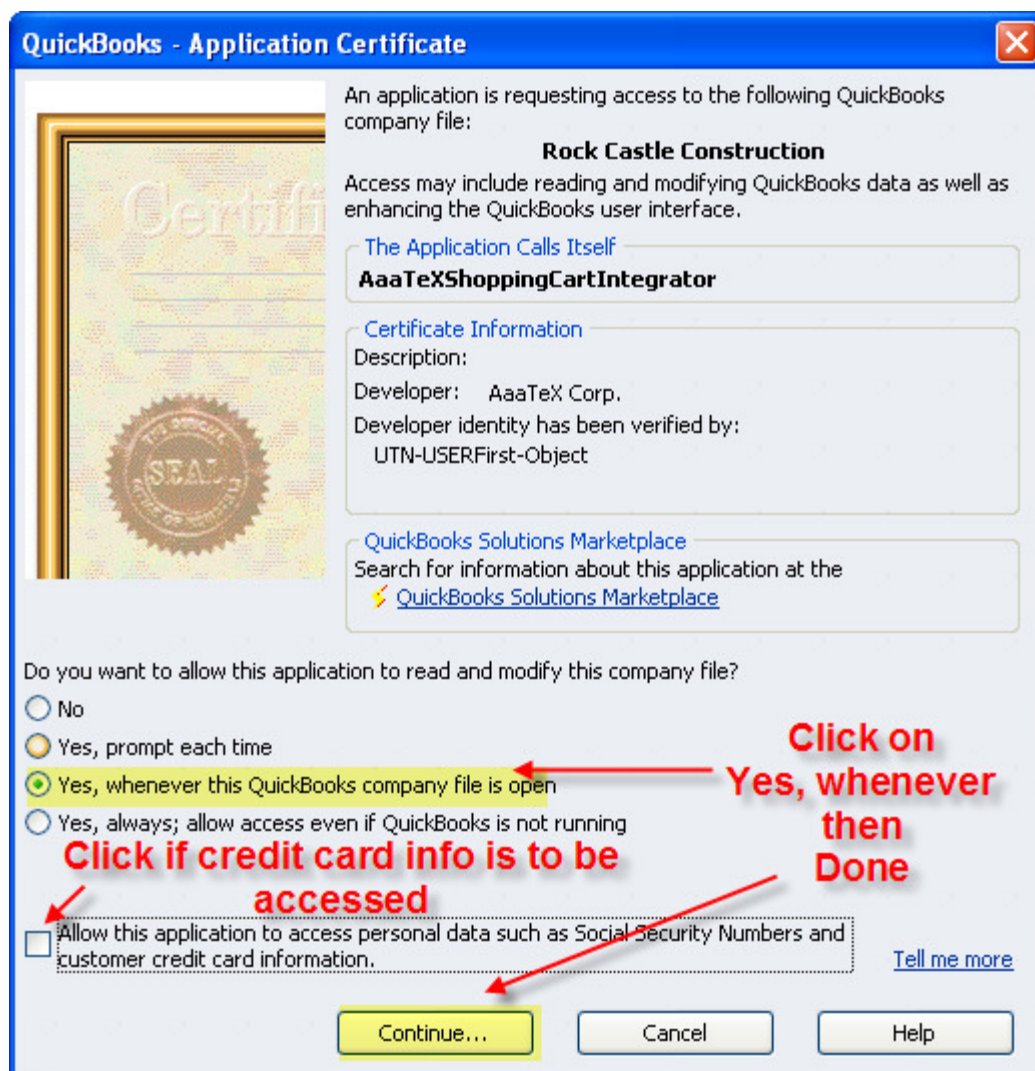 QuickBooks - Application Certificate
An application is requesting access to the following QuickBooks
company file:
Rock Castle Construction
Access may include reading and modifying QuickBooks data as well as
enhancing the QuickBooks user interface.
Certifi
SEAL
The Application Calls Itself
AaaTeXShoppingCartIntegrator
Certificate Information
Description:
Developer: AaaTeX Corp.
Developer identity has been verified by:
UTN-USERFirst-Object
QuickBooks Solutions Marketplace
Search for information about this application at the
QuickBooks Solutions Marketplace
Do you want to allow this application to read and modify this company file?
No
Yes, prompt each time
Yes, whenever this QuickBooks company file is open
Yes, always; allow access even if QuickBooks is not running
Click on
Yes, whenever
then
Done
Click if credit card info is to be
accessed
Allow this application to access personal data such as Social Security Numbers and
customer credit card information.
Tell me more
Continue...
Cancel
Help